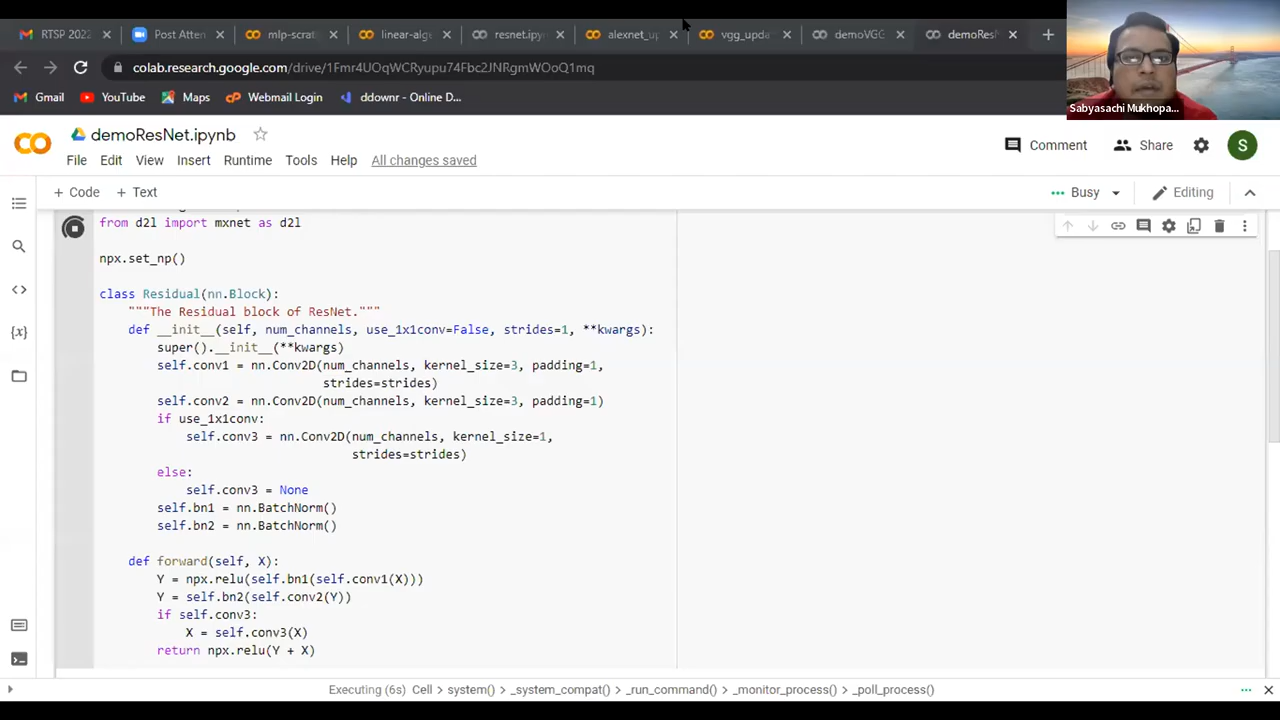 RTSP 2022
Post Atten
mlp-scrat
linear-alge
resnet.ipyn
alexnet_up
vgg_upda
demoVGG
demoRes
colab.research.google.com/drive/1Fmr4UOqWCRyupu74Fbc2JNRgmWOoQ1mq
Gmail
YouTube
Maps
Webmail Login
ddownr - Online D...
Sabyasachi Mukhopa...
demoResNet.ipynb
Comment
Share
S
File Edit View Insert Runtime Tools Help All changes saved
+ Code + Text
Busy
Editing
from d2l import mxnet as d2l
npx.set_np()
class Residual(nn.Block):
"""The Residual block of ResNet."""
def __init__(self, num_channels, use_1x1conv=False, strides=1, **kwargs):
super().__init__(**kwargs)
self.conv1 = nn.Conv2D(num_channels, kernel_size=3, padding=1,
strides=strides)
self.conv2 = nn.Conv2D(num_channels, kernel_size=3, padding=1)
if use_1x1conv:
self.conv3 = nn.Conv2D(num_channels, kernel_size=1,
strides=strides)
else:
self.conv3 = None
self.bn1 = nn.BatchNorm()
self.bn2 = nn.BatchNorm()
def forward(self, X):
Y = npx.relu(self.bn1(self.conv1(X)))
Y = self.bn2(self.conv2(Y))
if self.conv3:
X = self.conv3(X)
return npx.relu(Y + X)
Executing (6s) Cell > system() > _system_compat() > _run_command() > _monitor_process() > _poll_process()